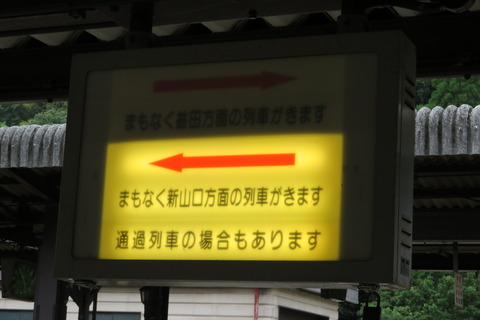 まもなく益田方面の列車がきます
まもなく新山口方面の列車がきます
通過列車の場合もあります